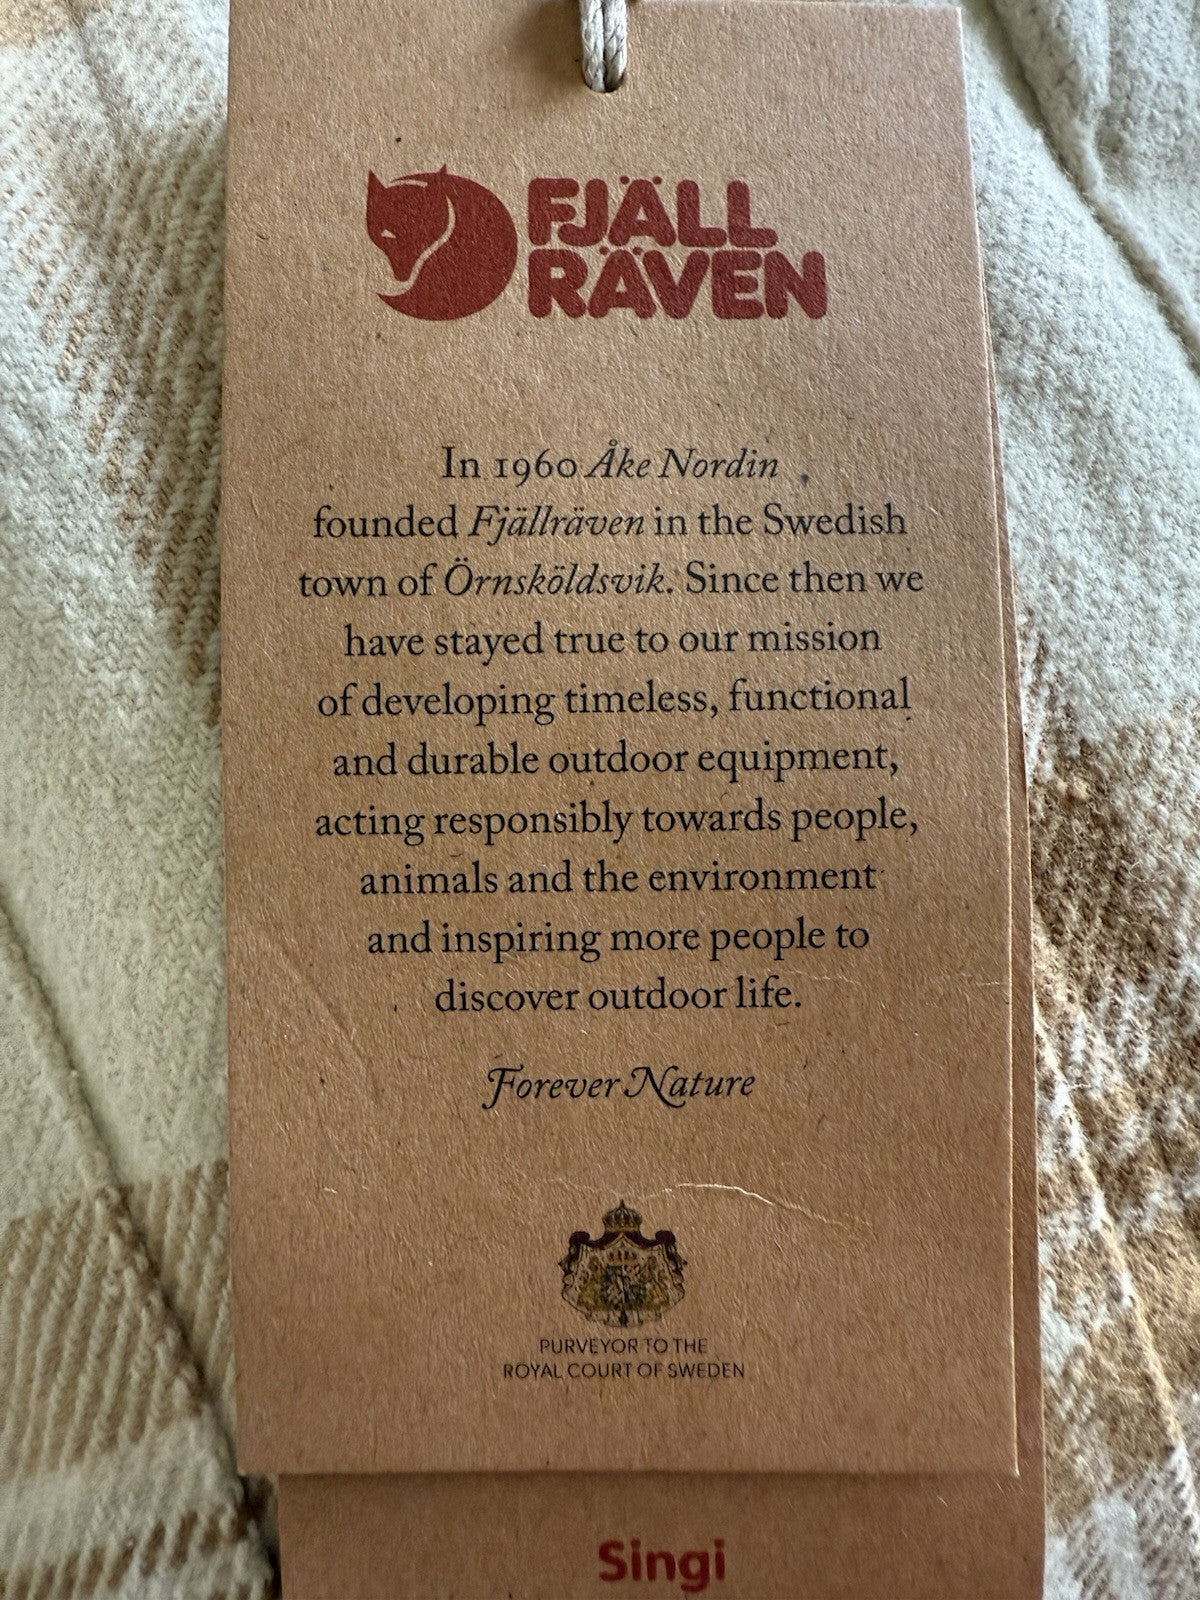 FJÄLL
RÄVEN
In 1960 Åke Nordin
founded Fjällräven in the Swedish
town of Örnsköldsvik. Since then we
have stayed true to our mission
of developing timeless, functional
and durable outdoor equipment,
acting responsibly towards people,
animals and the environment
and inspiring more people to
discover outdoor life.
Forever Nature
PURVEYOR TO THE
ROYAL COURT OF SWEDEN
Singi